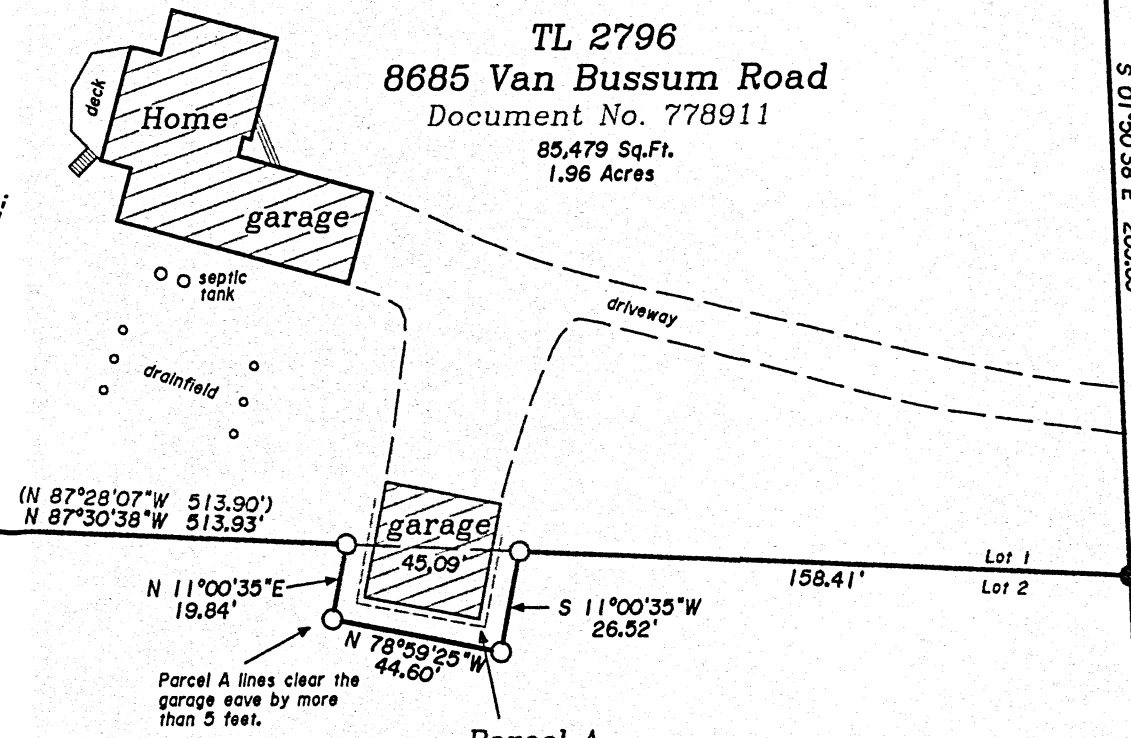 TL 2796
8685 Van Bussum Road
Document No. 778911
85,479 Sq.Ft.
1.96 Acres
deck
Home
garage
septic
tank
drainfield
driveway
(N 87°28'07"W 513.90')
N 87°30'38"W 513.93'
garage
45.09'
N 11°00'35"E
19.84'
S 11°00'35"W
26.52'
158.41'
Lot 1
Lot 2
N 78°59'25"W
44.60'
Parcel A lines clear the
garage eave by more
than 5 feet.
Parcel A